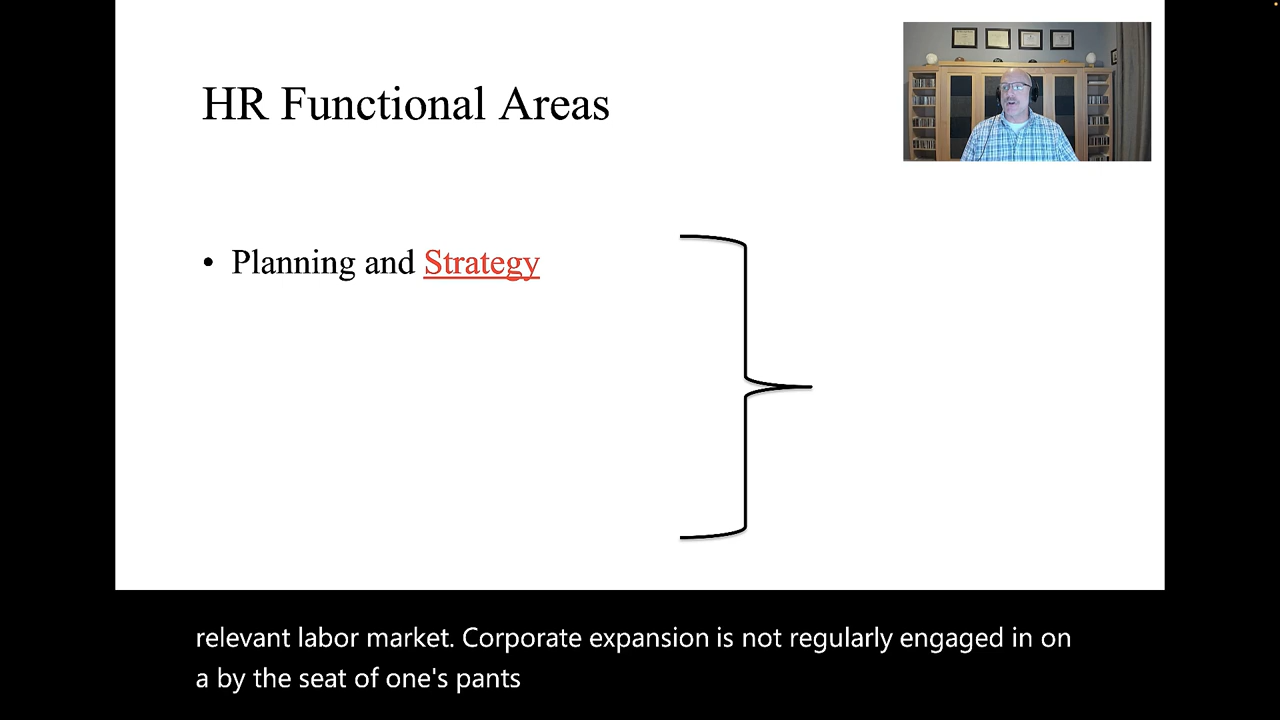 HR Functional Areas
• Planning and Strategy
relevant labor market. Corporate expansion is not regularly engaged in on
a by the seat of one's pants